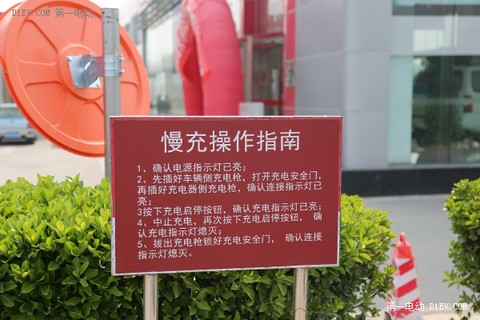 D1EV.COM 第一电动
慢充操作指南
1、确认电源指示灯已亮；
2、先插好车辆侧充电枪，打开充电安全门，
再插好充电器侧充电枪，确认连接指示灯已
亮；
3按下充电启停按钮，确认充电指示灯已亮；
4、中止充电，再次按下充电启停按钮， 确
认充电指示灯熄灭；
5、拔出充电枪锁好充电安全门， 确认连接
指示灯熄灭。
第一电动 D1EV.COM